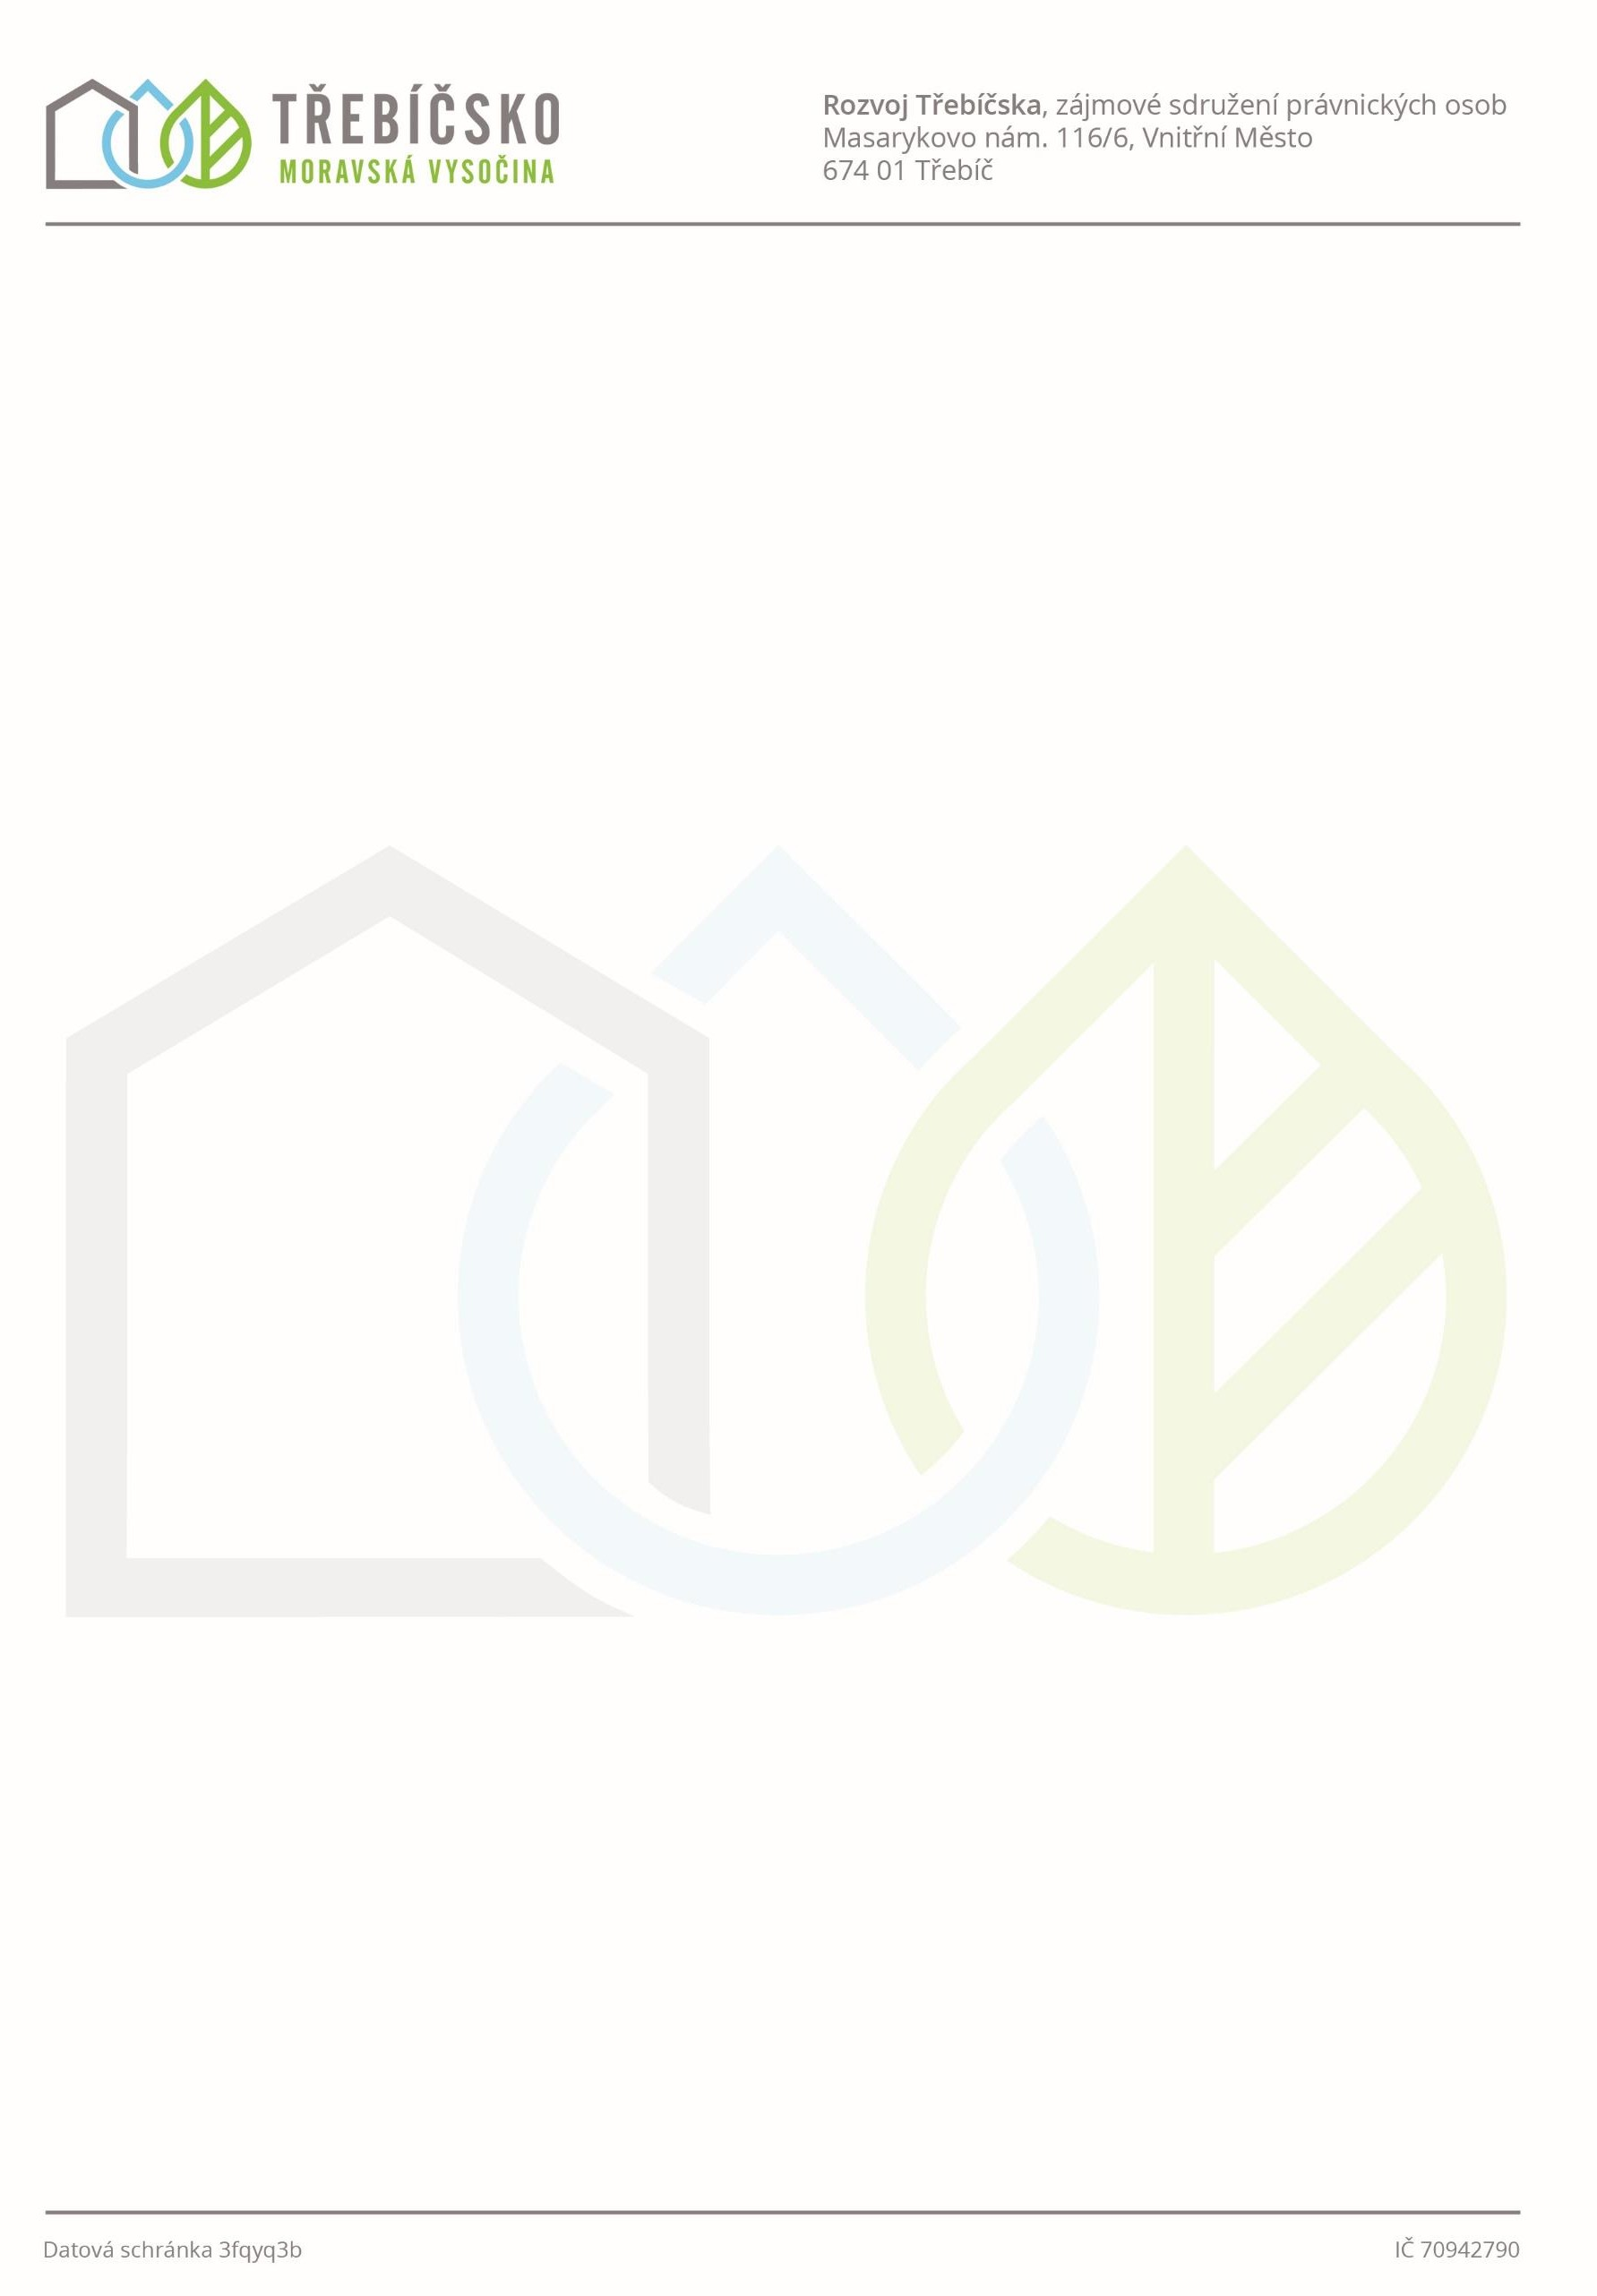 TŘEBÍČSKO
MORAVSKÁ VYSOČINA
Rozvoj Třebíčska, zájmové sdružení právnických osob
Masarykovo nám. 116/6, Vnitřní Město
674 01 Třebíč
Datová schránka 3fqyq3b
IČ 70942790